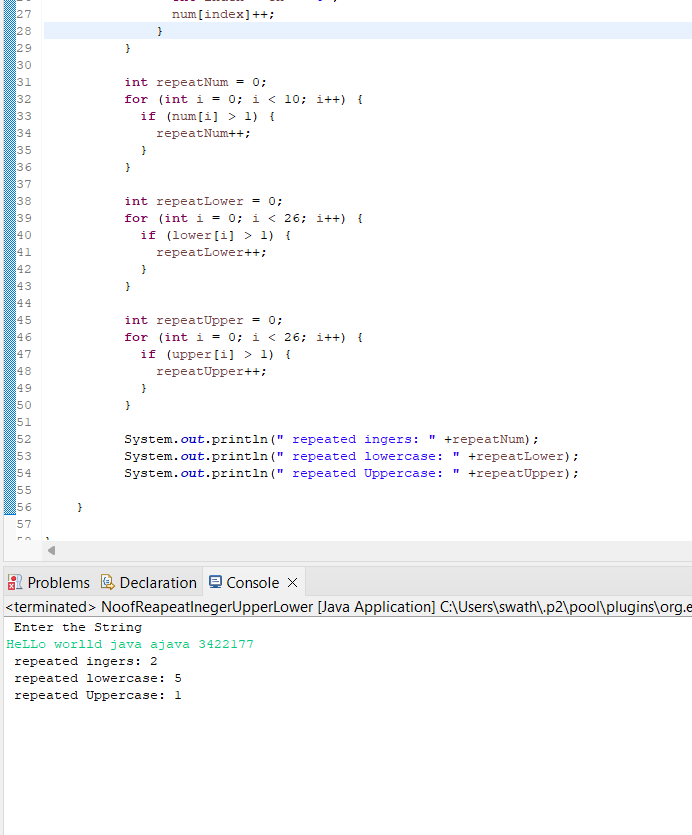 27 num[index]++;
28 }
29 }
30
31 int repeatNum = 0;
32 for (int i = 0; i < 10; i++) {
33 if (num[i] > 1) {
34 repeatNum++;
35 }
36 }
37
38 int repeatLower = 0;
39 for (int i = 0; i < 26; i++) {
40 if (lower[i] > 1) {
41 repeatLower++;
42 }
43 }
44
45 int repeatUpper = 0;
46 for (int i = 0; i < 26; i++) {
47 if (upper[i] > 1) {
48 repeatUpper++;
49 }
50 }
51
52 System.out.println(" repeated ingers: " +repeatNum);
53 System.out.println(" repeated lowercase: " +repeatLower);
54 System.out.println(" repeated Uppercase: " +repeatUpper);
55
56 }
57
Problems Declaration Console ×
<terminated> NoofReapeatInegerUpperLower [Java Application] C:\Users\swath\.p2\pool\plugins\org.e
Enter the String
HeLLo worlld java ajava 3422177
repeated ingers: 2
repeated lowercase: 5
repeated Uppercase: 1